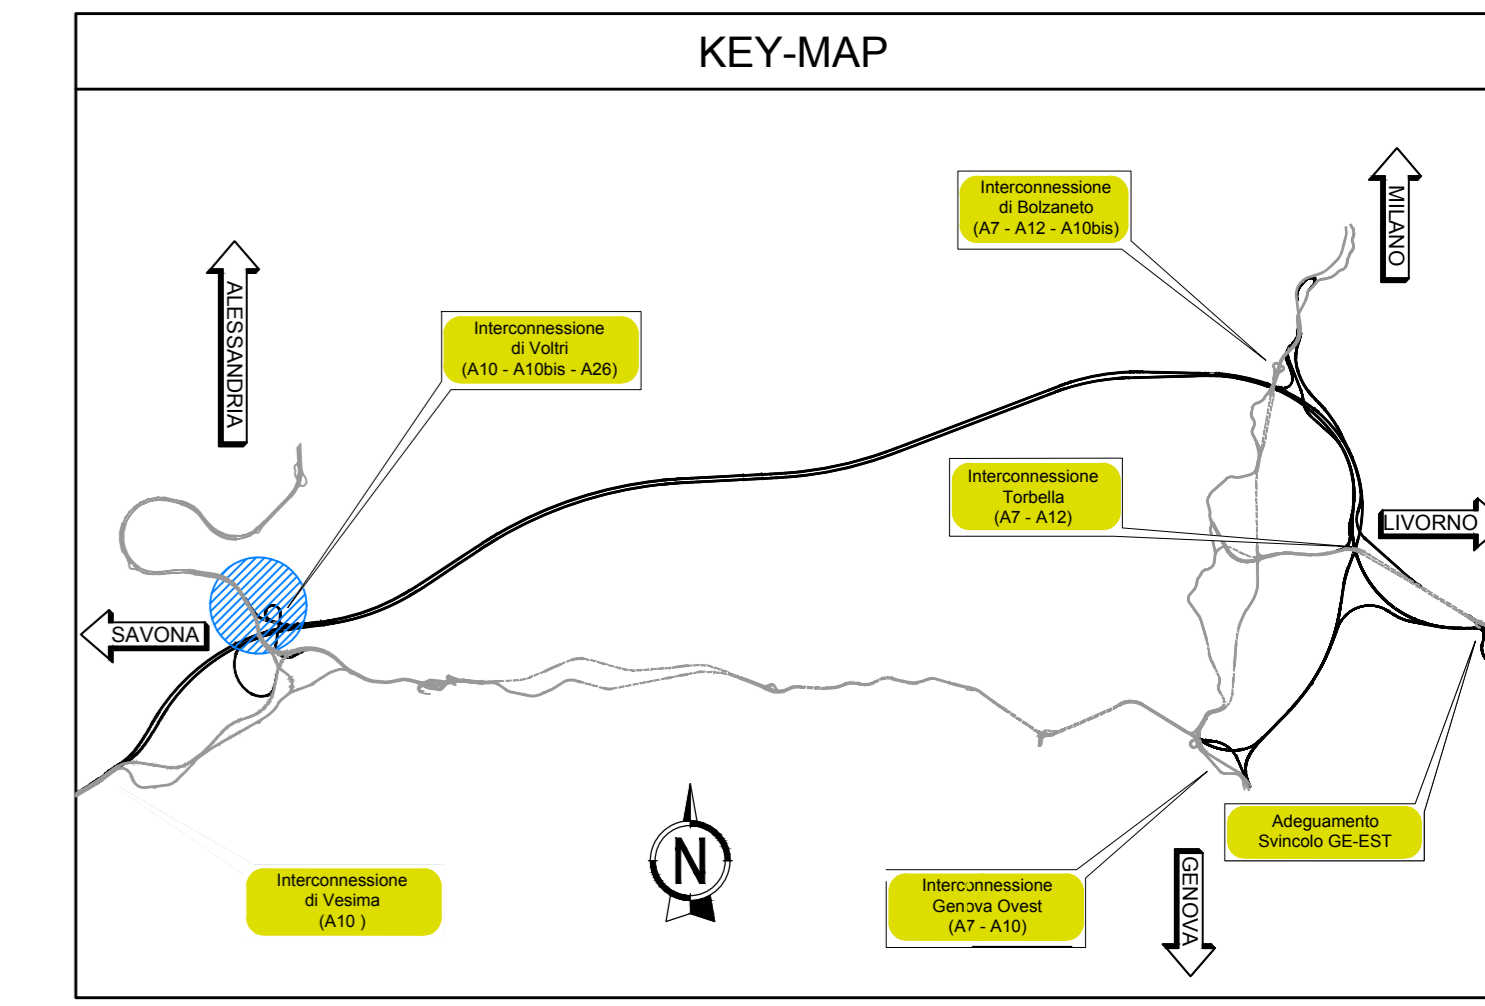 KEY-MAP
Interconnessione
di Bolzaneto
(A7 - A12 - A10bis)
MILANO
ALESSANDRIA
Interconnessione
di Voltri
(A10 - A10bis - A26)
Interconnessione
Torbella
(A7 - A12)
LIVORNO
SAVONA
Adeguamento
Svincolo GE-EST
N
GENOVA
Interconnessione
di Vesima
(A10 )
Interconnessione
Genova Ovest
(A7 - A10)